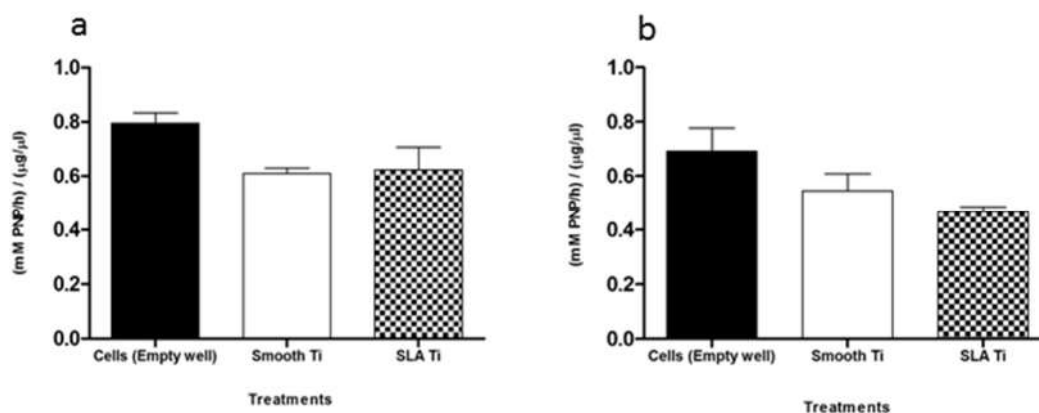 a
(mM PNP/h) / (µg/µl)
1.0
0.8
0.6
0.4
0.2
0.0
Cells (Empty well) Smooth Ti SLA Ti
Treatments
b
(mM PNP/h) / (µg/µl)
1.0
0.8
0.6
0.4
0.2
0.0
Cells (Empty well) Smooth Ti SLA Ti
Treatments